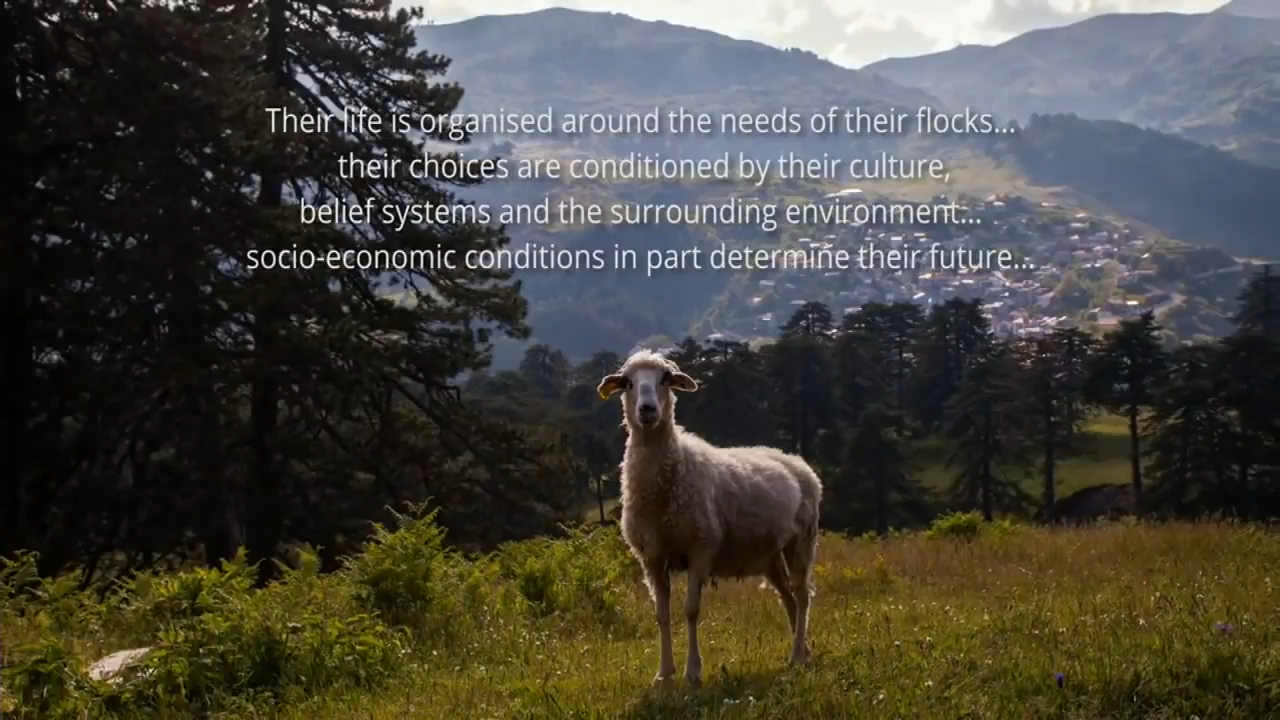 Their life is organised around the needs of their flocks...
their choices are conditioned by their culture,
belief systems and the surrounding environment...
socio-economic conditions in part determine their future...